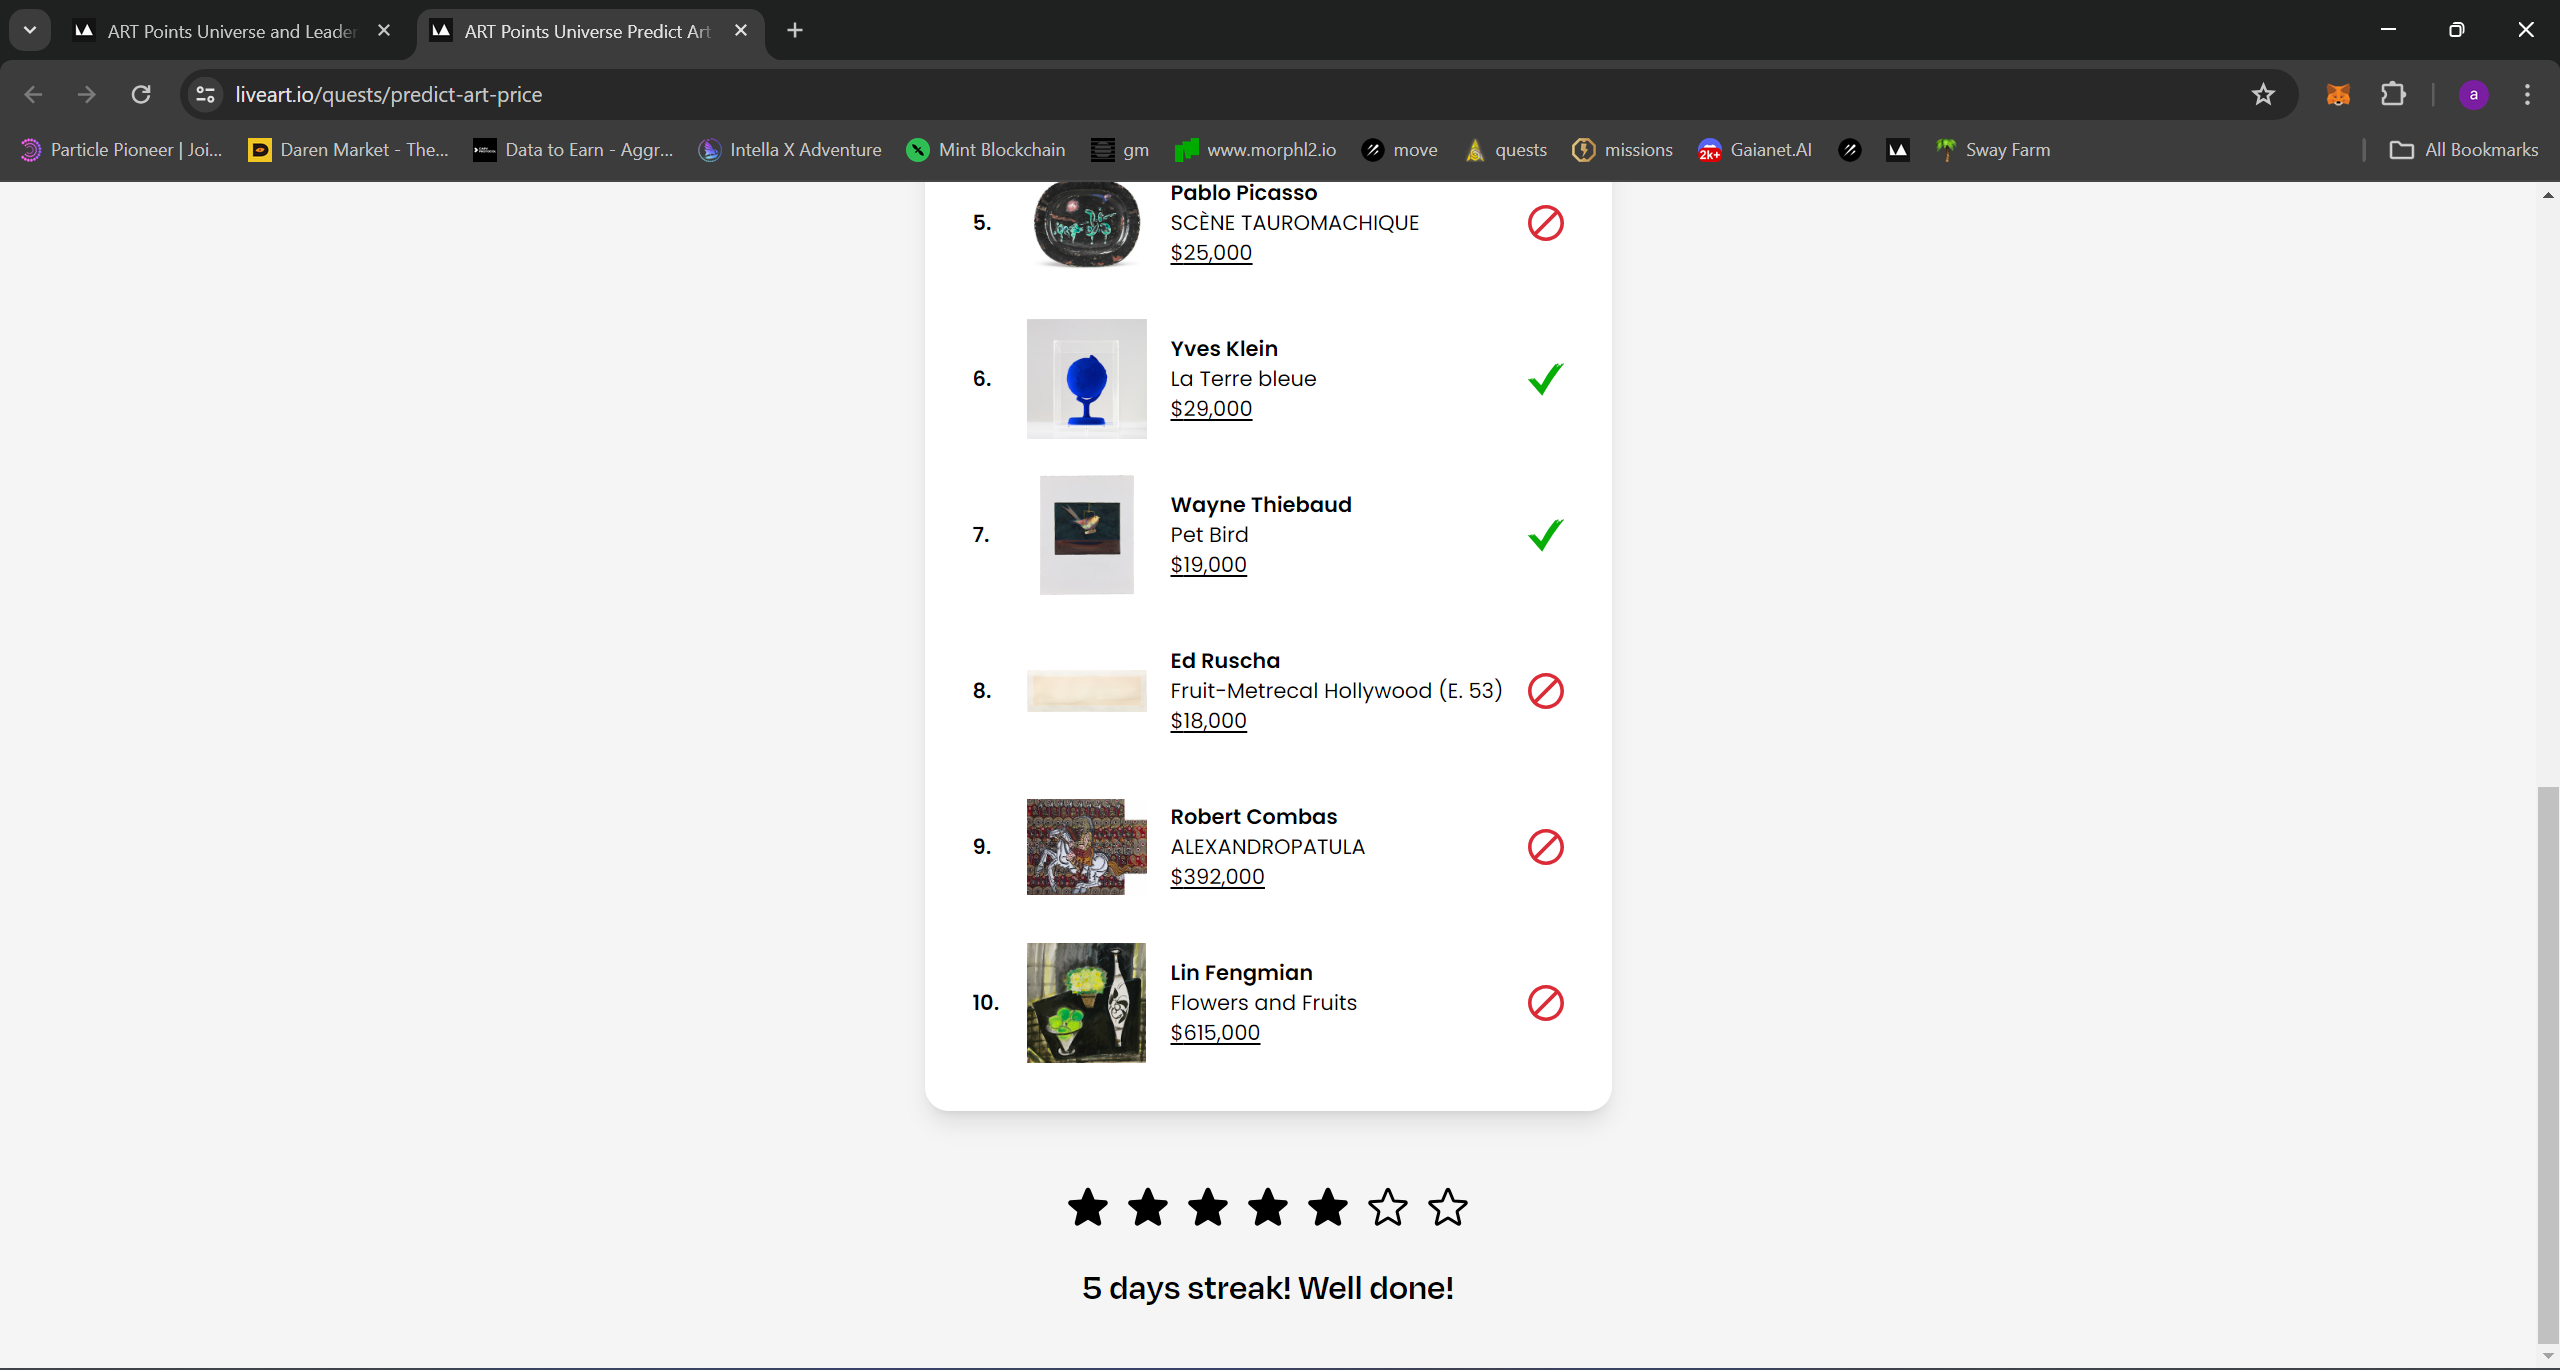 ART Points Universe and Leader
ART Points Universe Predict Art
liveart.io/quests/predict-art-price
a
Particle Pioneer | Joi...
Daren Market - The...
Data to Earn - Aggr...
Intella X Adventure
Mint Blockchain
gm
www.morphl2.io
move
quests
missions
2k+
Gaianet.AI
Sway Farm
All Bookmarks
5.
Pablo Picasso
SCÈNE TAUROMACHIQUE
$25,000
6.
Yves Klein
La Terre bleue
$29,000
7.
Wayne Thiebaud
Pet Bird
$19,000
8.
Ed Ruscha
Fruit-Metrecal Hollywood (E. 53)
$18,000
9.
Robert Combas
ALEXANDROPATULA
$392,000
10.
Lin Fengmian
Flowers and Fruits
$615,000
5 days streak! Well done!